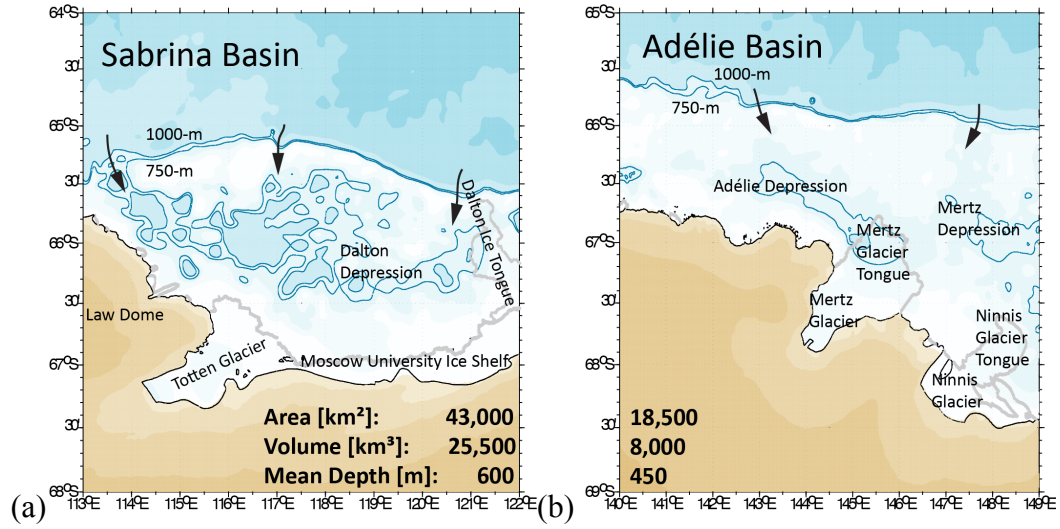 Sabrina Basin
Adélie Basin
65°S
30'
66°S
30'
67°S
30'
68°S
30'
69°S
64°S
30'
65°S
30'
66°S
30'
67°S
30'
68°S
1000-m
750-m
Dalton Ice Tongue
Dalton
Depression
Law Dome
Totten Glacier
Moscow University Ice Shelf
Area [km²]: 43,000
Volume [km³]: 25,500
Mean Depth [m]: 600
113°E 114°E 115°E 116°E 117°E 118°E 119°E 120°E 121°E 122°E
(a)
1000-m
750-m
Adélie Depression
Mertz
Depression
Mertz
Glacier
Tongue
Mertz
Glacier
Ninnis
Glacier
Tongue
Ninnis
Glacier
18,500
8,000
450
140°E 141°E 142°E 143°E 144°E 145°E 146°E 147°E 148°E 149°E
(b)